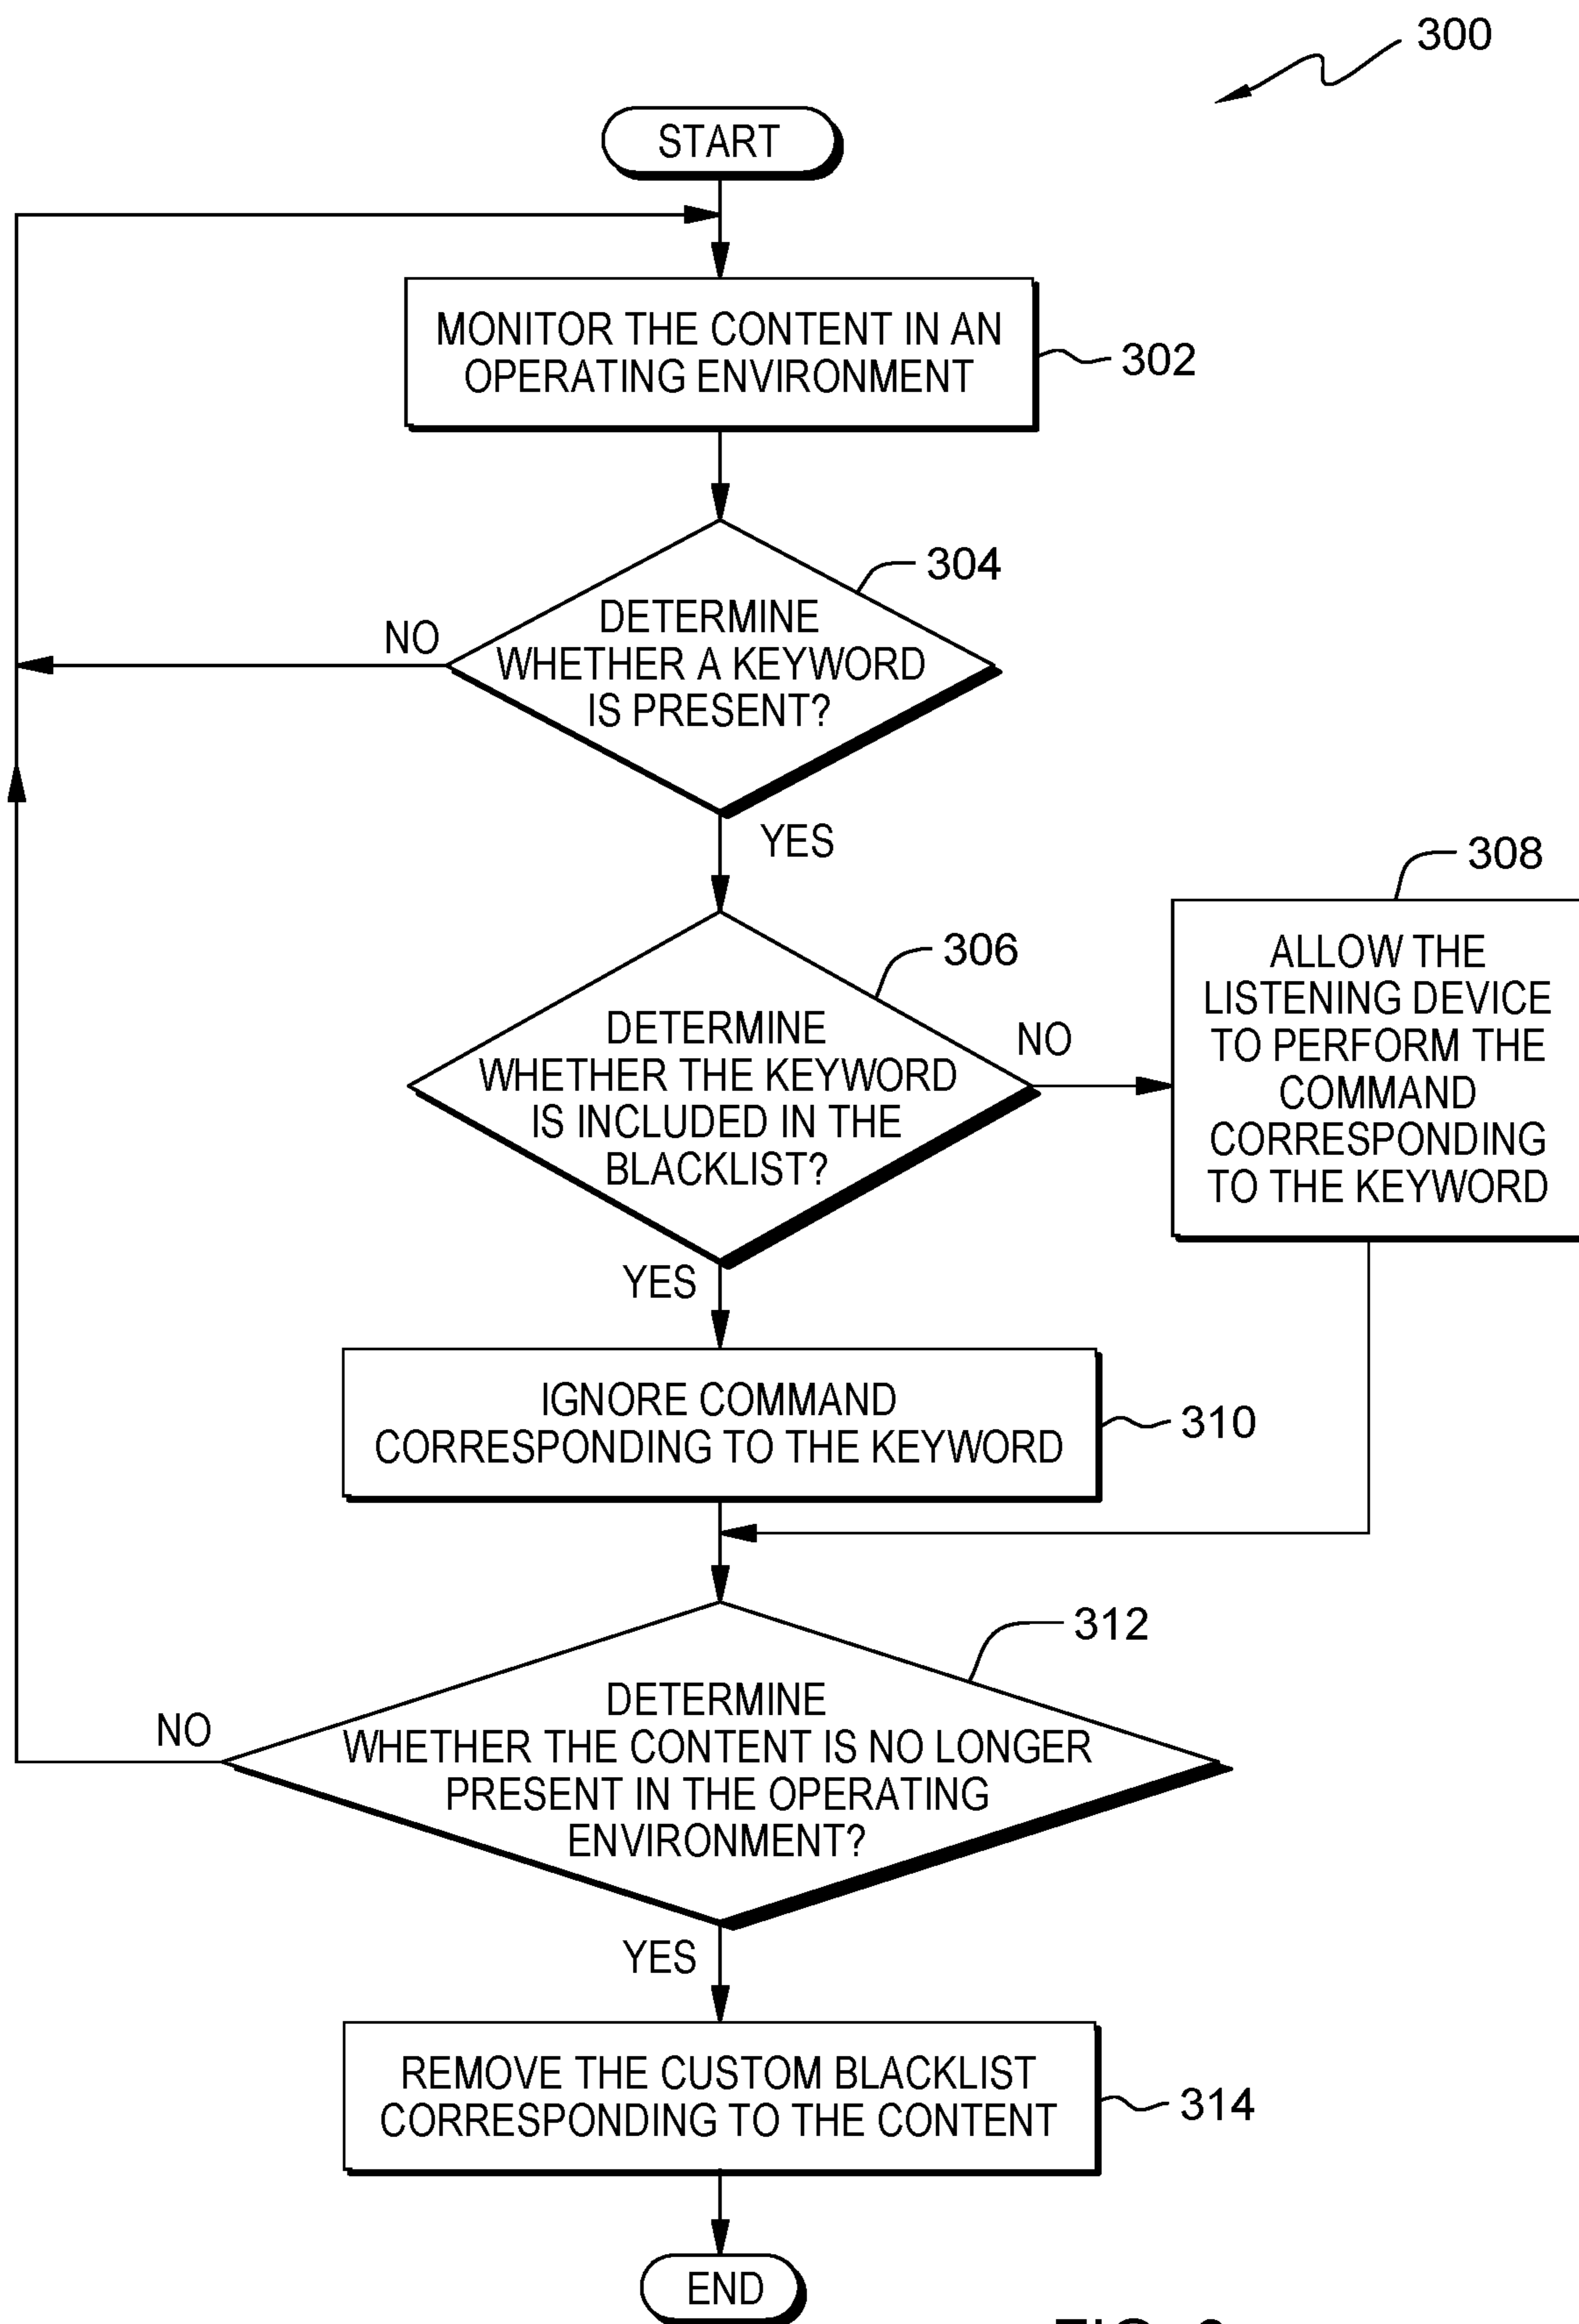 300
START
MONITOR THE CONTENT IN AN
OPERATING ENVIRONMENT
302
304
DETERMINE
WHETHER A KEYWORD
IS PRESENT?
NO
YES
306
DETERMINE
WHETHER THE KEYWORD
IS INCLUDED IN THE
BLACKLIST?
NO
308
ALLOW THE
LISTENING DEVICE
TO PERFORM THE
COMMAND
CORRESPONDING
TO THE KEYWORD
YES
IGNORE COMMAND
CORRESPONDING TO THE KEYWORD
310
312
DETERMINE
WHETHER THE CONTENT IS NO LONGER
PRESENT IN THE OPERATING
ENVIRONMENT?
NO
YES
REMOVE THE CUSTOM BLACKLIST
CORRESPONDING TO THE CONTENT
314
END